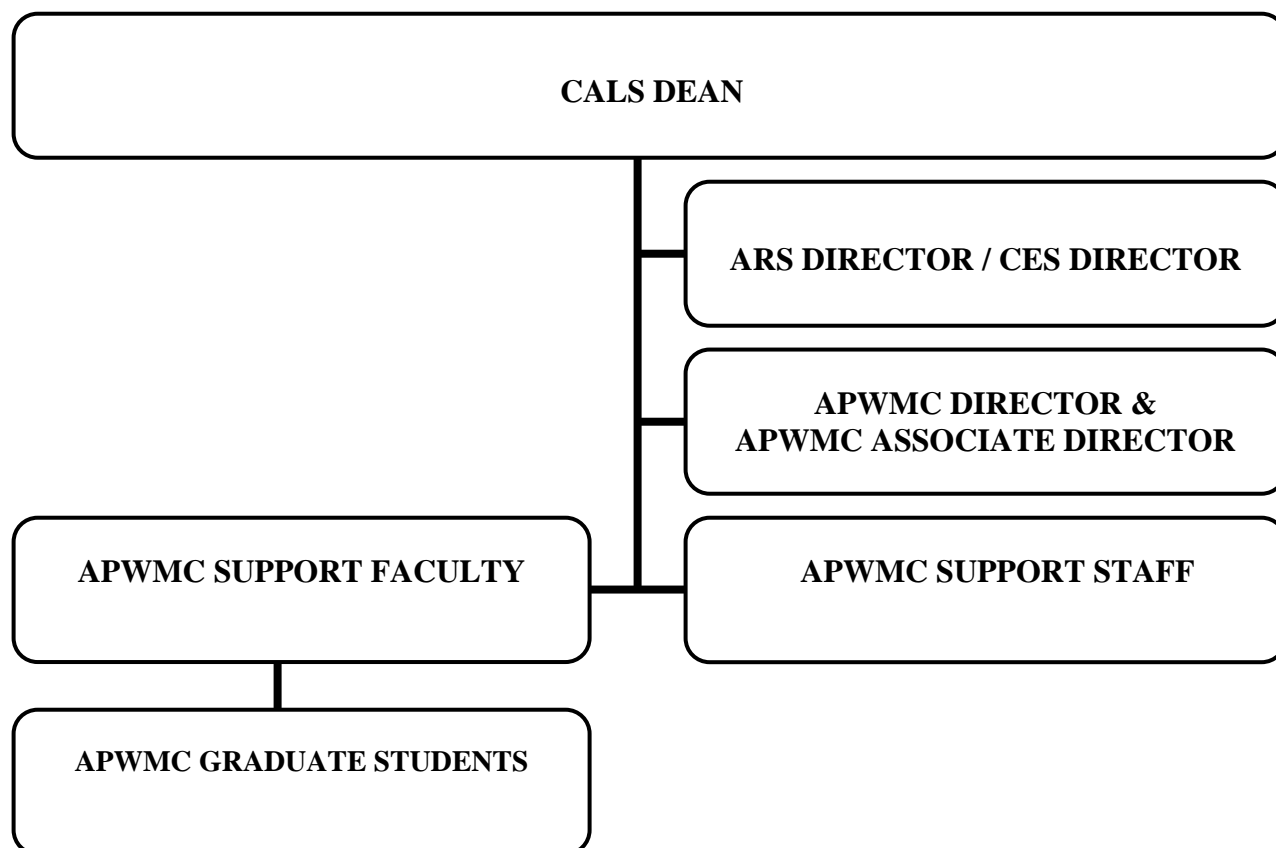 CALS DEAN
ARS DIRECTOR / CES DIRECTOR
APWMC DIRECTOR &
APWMC ASSOCIATE DIRECTOR
APWMC SUPPORT FACULTY
APWMC SUPPORT STAFF
APWMC GRADUATE STUDENTS